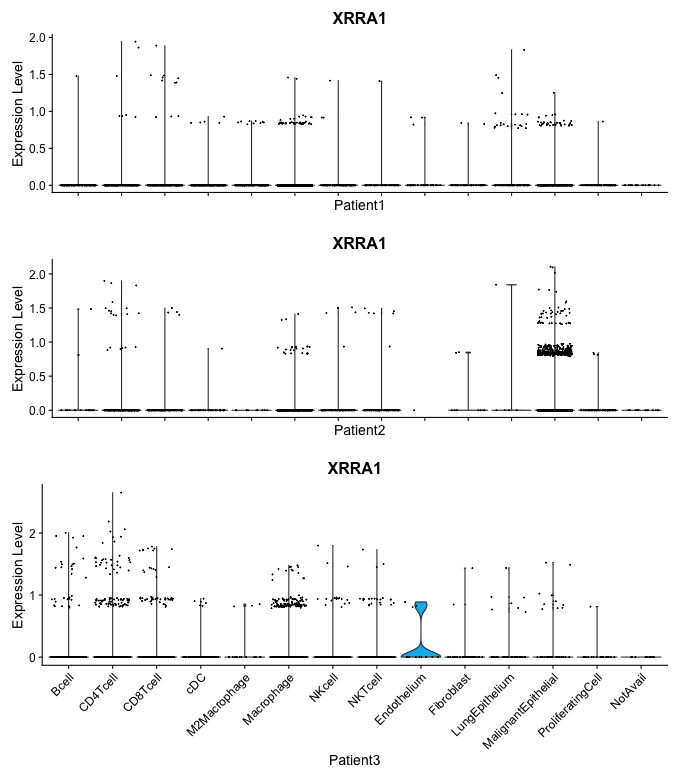 XRRA1
Expression Level
2.0
1.5
1.0
0.5
0.0
Patient1
XRRA1
Expression Level
2.0
1.5
1.0
0.5
0.0
Patient2
XRRA1
Expression Level
2
1
0
Bcell
CD4Tcell
CD8Tcell
cDC
M2Macrophage
Macrophage
NKcell
NKTcell
Endothelium
Fibroblast
LungEpithelium
MalignantEpithelial
ProliferatingCell
NotAvail
Patient3